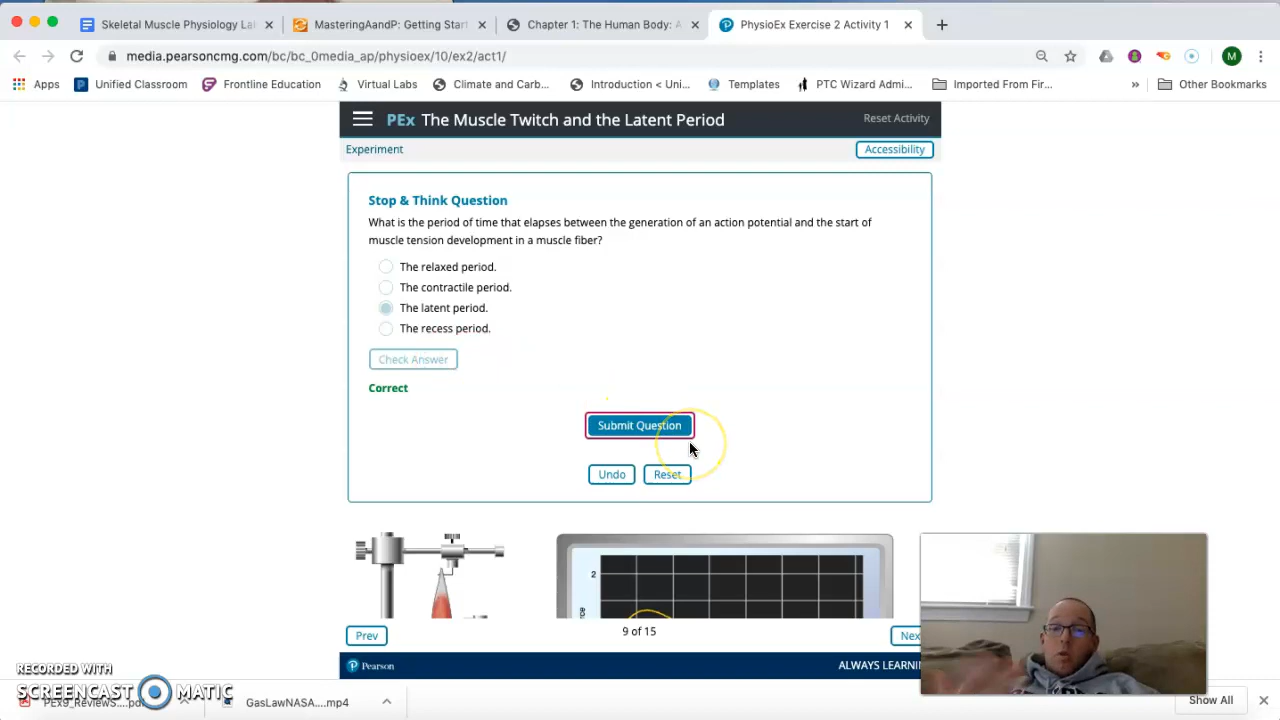 Skeletal Muscle Physiology La
MasteringAandP: Getting Star
Chapter 1: The Human Body: A
PhysioEx Exercise 2 Activity 1
media.pearsoncmg.com/bc/bc_0media_ap/physioex/10/ex2/act1/
M
Apps
Unified Classroom
Frontline Education
Virtual Labs
Climate and Carb...
Introduction < Uni...
Templates
PTC Wizard Admi...
Imported From Fir...
»
Other Bookmarks
PEx The Muscle Twitch and the Latent Period
Reset Activity
Experiment
Accessibility
Stop & Think Question
What is the period of time that elapses between the generation of an action potential and the start of
muscle tension development in a muscle fiber?
The relaxed period.
The contractile period.
The latent period.
The recess period.
Check Answer
Correct
Submit Question
Undo
Reset
2
Prev
9 of 15
Nex
Pearson
ALWAYS LEARNIN
RECORDED WITH
SCREENCAST MATIC
GasLawNASA....mp4
Show All